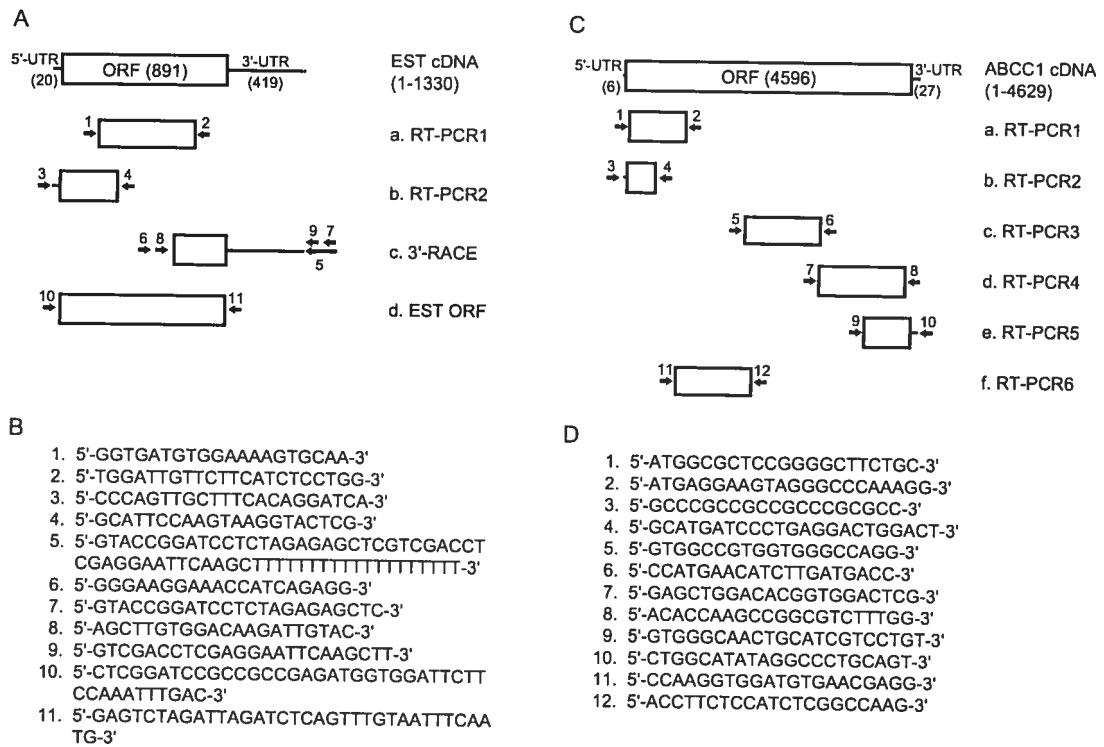 A
5'-UTR
(20)
ORF (891)
3'-UTR
(419)
EST cDNA
(1-1330)
1
2
a. RT-PCR1
3
4
b. RT-PCR2
6 8
9 7
5
c. 3'-RACE
10
11
d. EST ORF
B
1. 5'-GGTGATGTGGAAAAGTGCAA-3'
2. 5'-TGGATTGTTCTTCATCTCCTGG-3'
3. 5'-CCCAGTTGCTTTCACAGGATCA-3'
4. 5'-GCATTCCAAGTAAGGTACTCG-3'
5. 5'-GTACCGGATCCTCTAGAGAGCTCGTCGACCT
CGAGGAATTCAAGCTTTTTTTTTTTTTTTTTTT-3'
6. 5'-GGGAAGGAAACCATCAGAGG-3'
7. 5'-GTACCGGATCCTCTAGAGAGCTC-3'
8. 5'-AGCTTGTGGACAAGATTGTAC-3'
9. 5'-GTCGACCTCGAGGAATTCAAGCTT-3'
10. 5'-CTCGGATCCGCCGCCGAGATGGTGGATTCTT
CCAAATTTGAC-3'
11. 5'-GAGTCTAGATTAGATCTCAGTTTGTAATTTCAA
TG-3'
C
5'-UTR
(6)
ORF (4596)
3'-UTR
(27)
ABCC1 cDNA
(1-4629)
1
2
a. RT-PCR1
3
4
b. RT-PCR2
5
6
c. RT-PCR3
7
8
d. RT-PCR4
9
10
e. RT-PCR5
11
12
f. RT-PCR6
D
1. 5'-ATGGCGCTCCGGGGCTTCTGC-3'
2. 5'-ATGAGGAAGTAGGGCCCAAAGG-3'
3. 5'-GCCCGCCGCCGCCCGCGCC-3'
4. 5'-GCATGATCCCTGAGGACTGGACT-3'
5. 5'-GTGGCCGTGGTGGGCCAGG-3'
6. 5'-CCATGAACATCTTGATGACC-3'
7. 5'-GAGCTGGACACGGTGGACTCG-3'
8. 5'-ACACCAAGCCGGCGTCTTTGG-3'
9. 5'-GTGGGCAACTGCATCGTCCTGT-3'
10. 5'-CTGGCATATAGGCCCTGCAGT-3'
11. 5'-CCAAGGTGGATGTGAACGAGG-3'
12. 5'-ACCTTCTCCATCTCGGCCAAG-3'